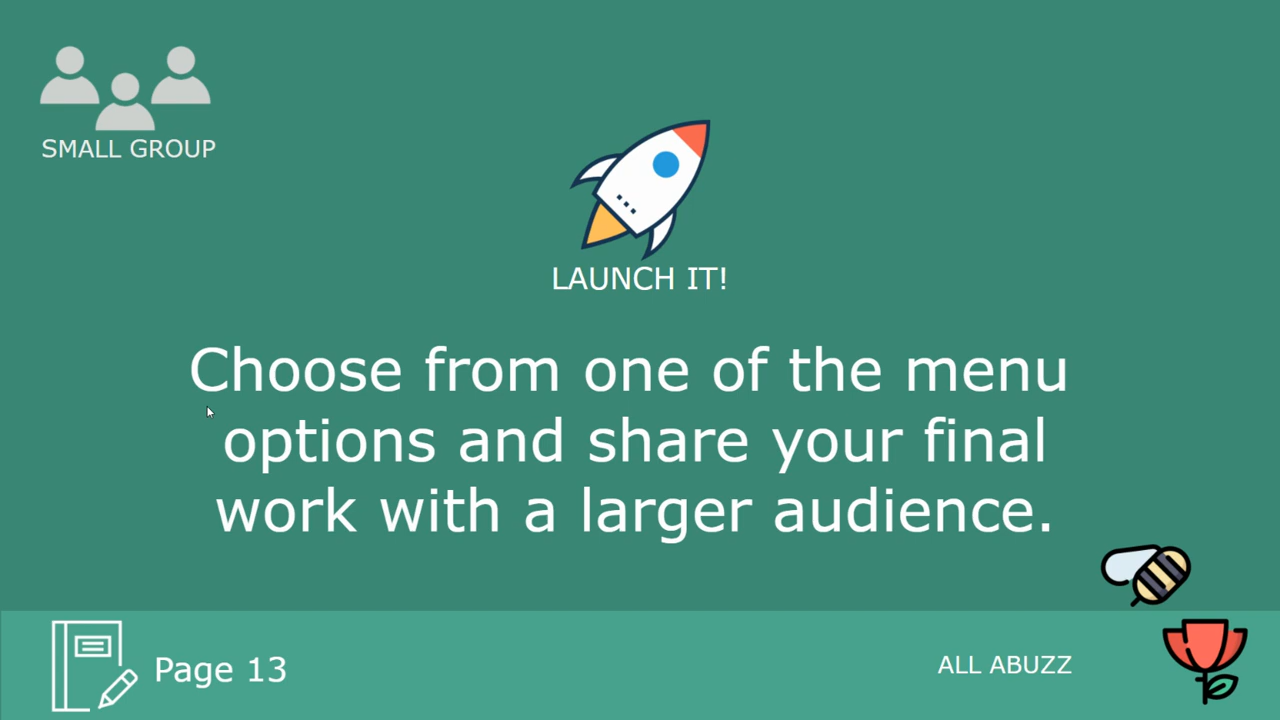 SMALL GROUP
LAUNCH IT!
Choose from one of the menu
options and share your final
work with a larger audience.
Page 13
ALL ABUZZ